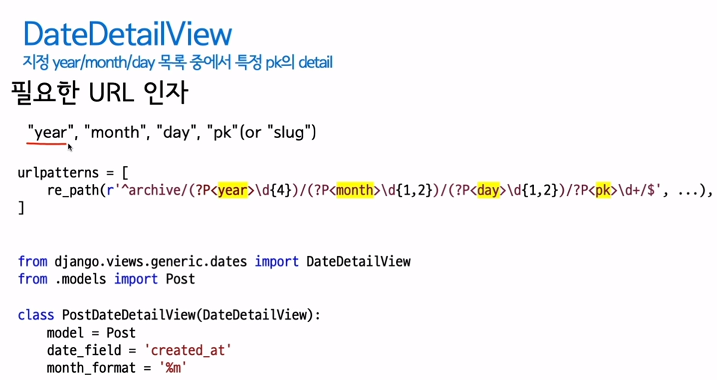 DateDetailView
지정 year/month/day 목록 중에서 특정 pk의 detail
필요한 URL 인자
"year", "month", "day", "pk"(or "slug")
urlpatterns = [
    re_path(r'^archive/(?P<year>\d{4})/(?P<month>\d{1,2})/(?P<day>\d{1,2})/?P<pk>\d+/$', ...),
]
from django.views.generic.dates import DateDetailView
from .models import Post
class PostDateDetailView(DateDetailView):
    model = Post
    date_field = 'created_at'
    month_format = '%m'